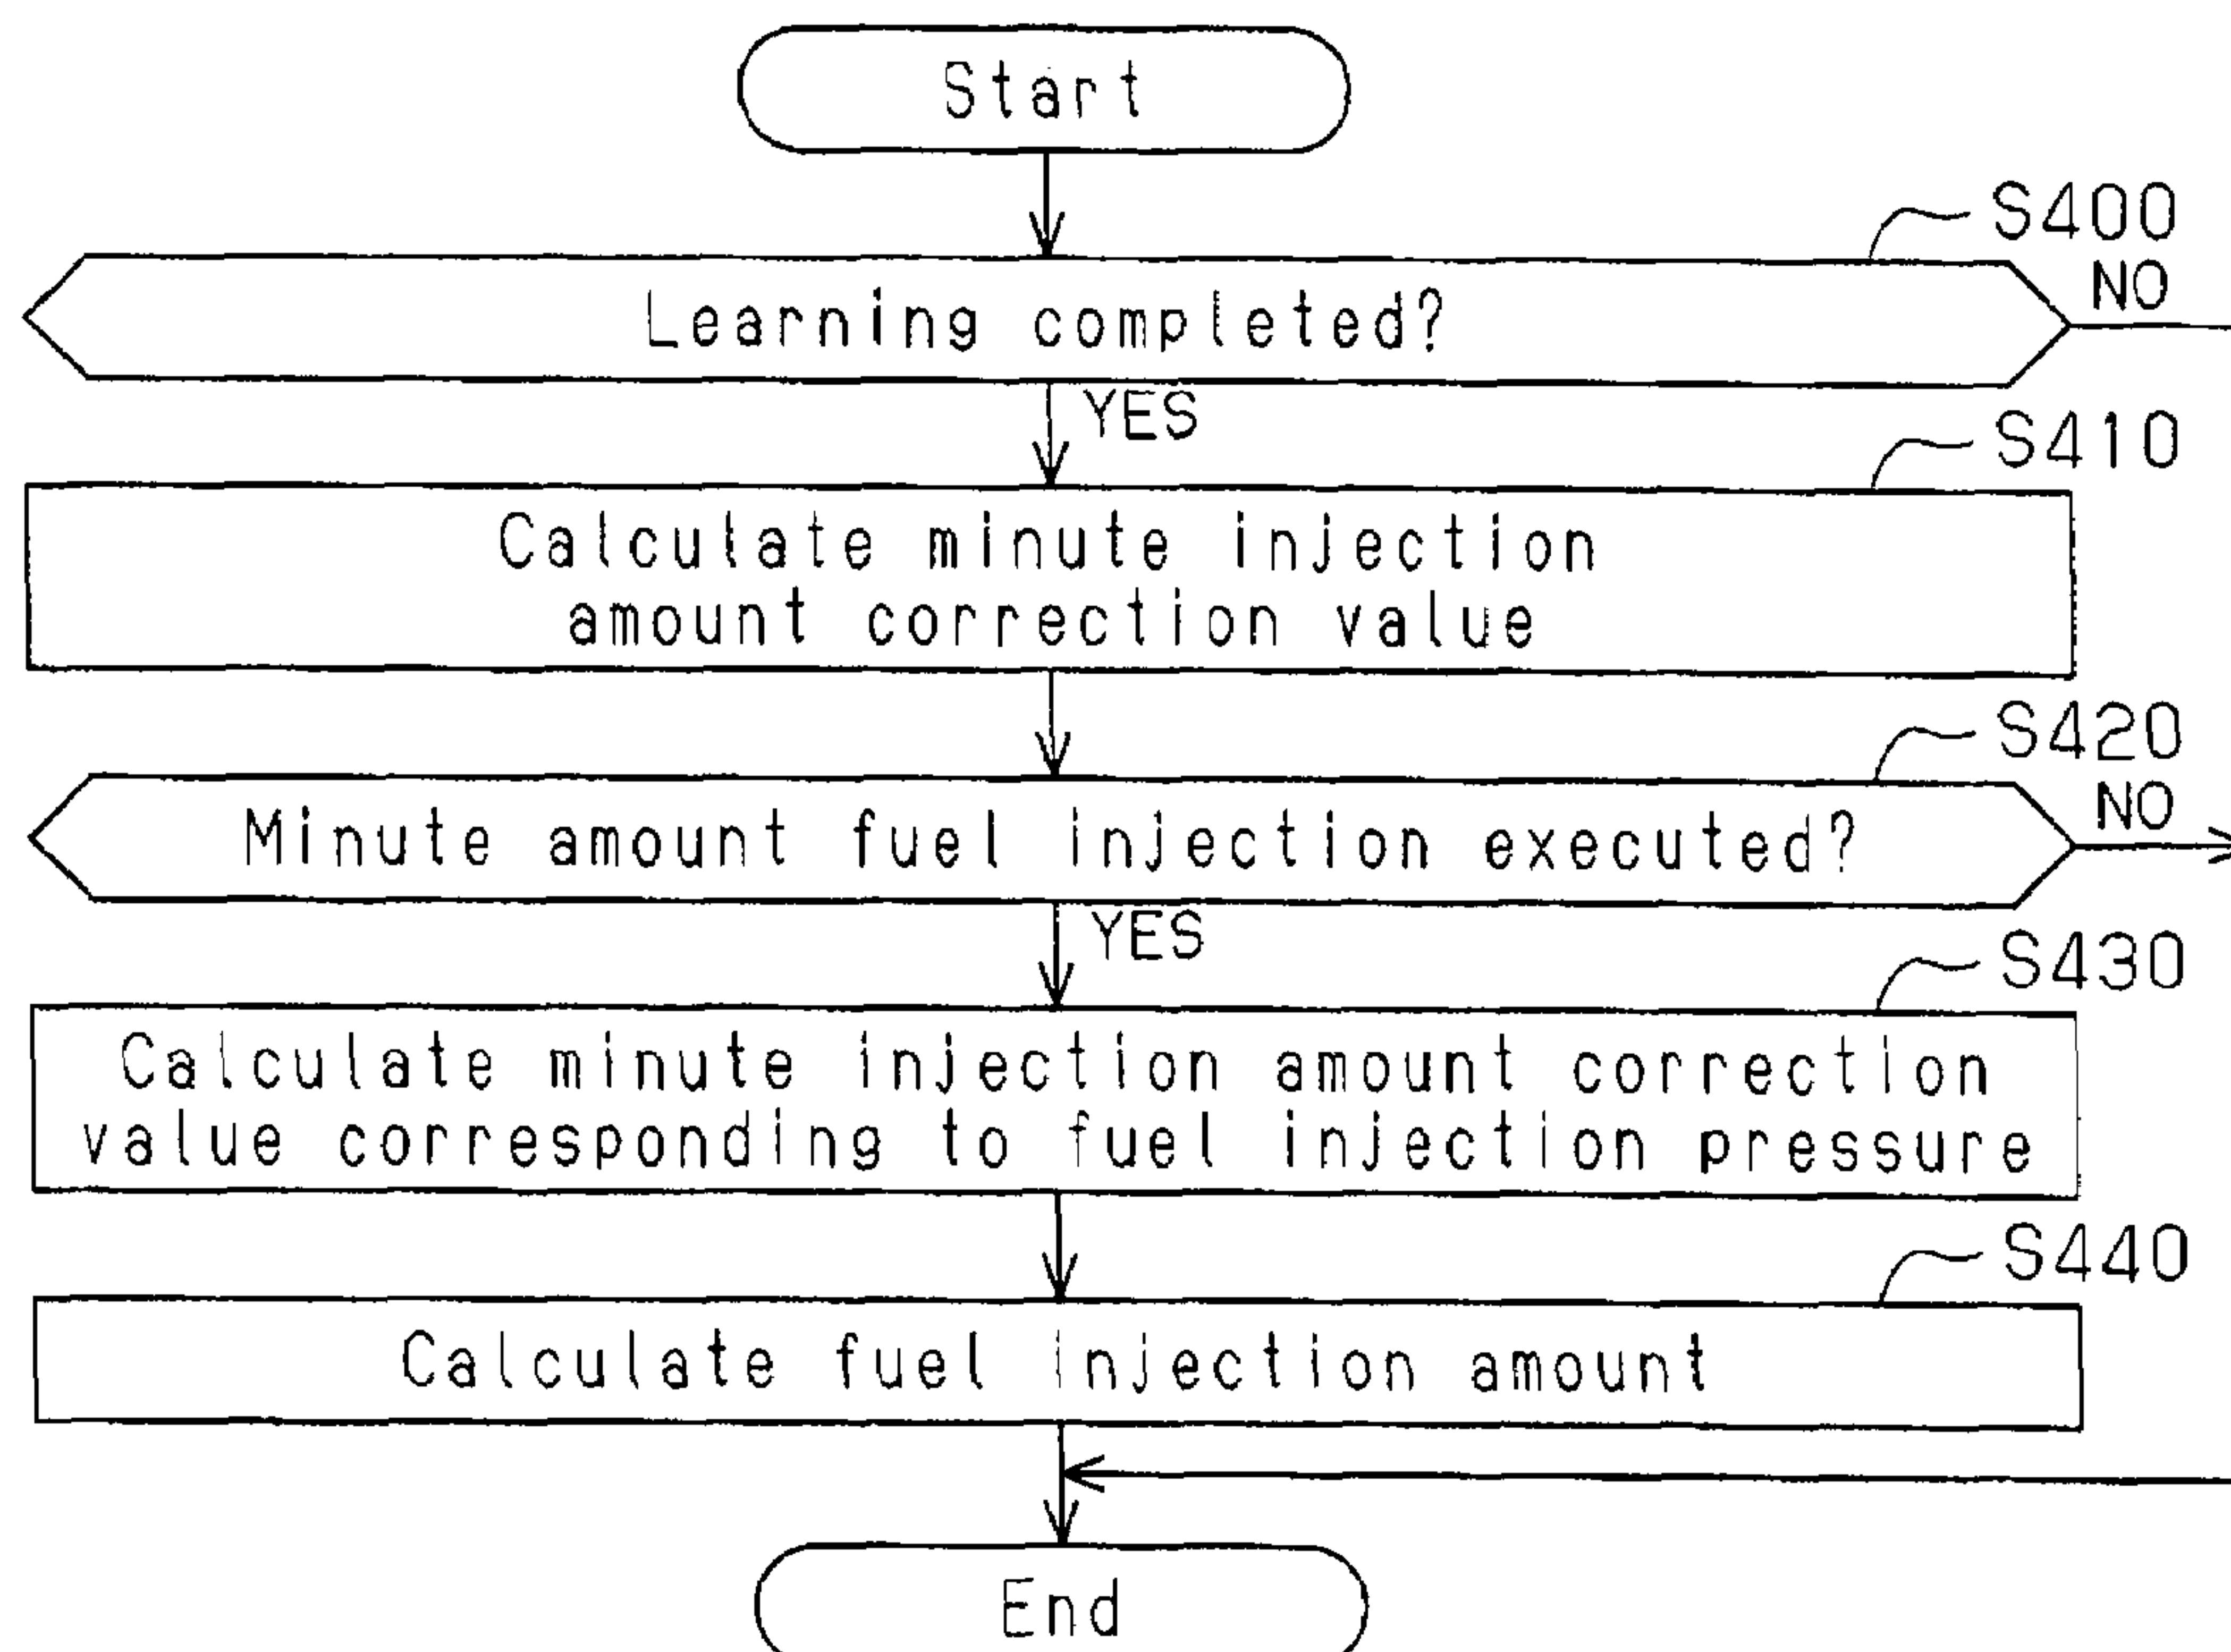 Start
S400
Learning completed?
NO
YES
S410
Calculate minute injection
amount correction value
S420
Minute amount fuel injection executed?
NO
YES
S430
Calculate minute injection amount correction
value corresponding to fuel injection pressure
S440
Calculate fuel injection amount
End